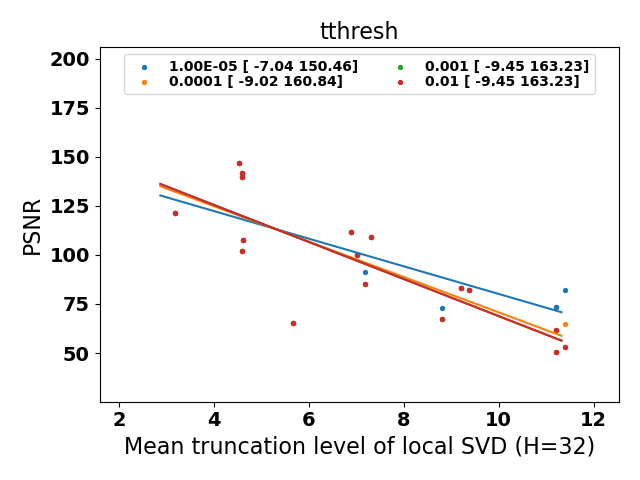 tthresh
1.00E-05 [ -7.04 150.46]
0.0001 [ -9.02 160.84]
0.001 [ -9.45 163.23]
0.01 [ -9.45 163.23]
200
175
150
125
100
75
50
PSNR
2 4 6 8 10 12
Mean truncation level of local SVD (H=32)